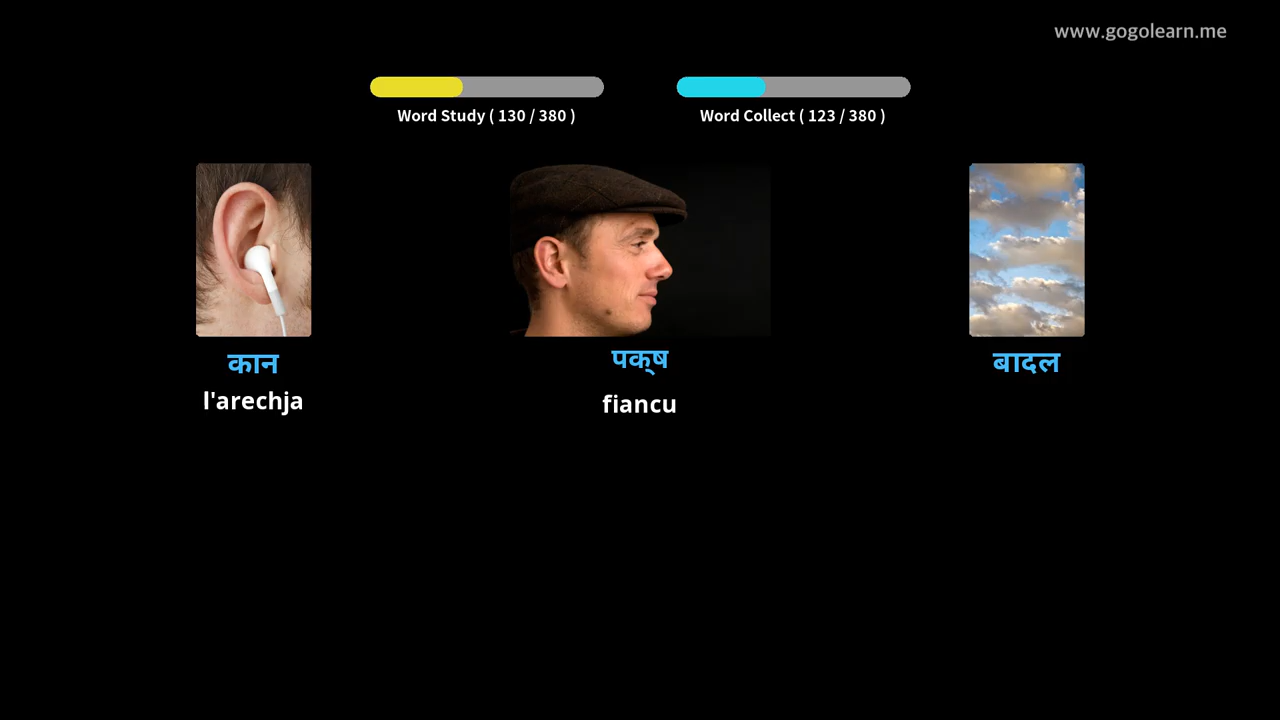 www.gogolearn.me
Word Study ( 130 / 380 )
Word Collect ( 123 / 380 )
कान
पक्ष
बादल
l'arechja
fiancu